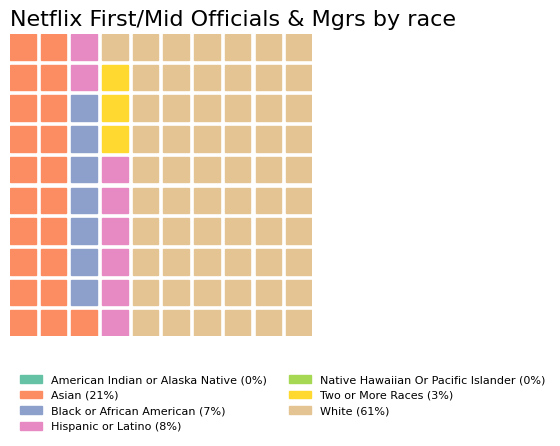 Netflix First/Mid Officials & Mgrs by race
American Indian or Alaska Native (0%)
Asian (21%)
Black or African American (7%)
Hispanic or Latino (8%)
Native Hawaiian Or Pacific Islander (0%)
Two or More Races (3%)
White (61%)